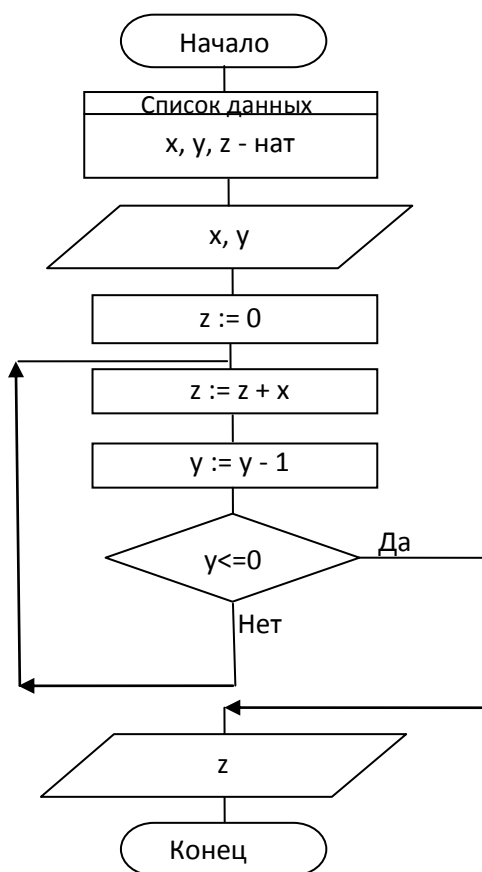 Начало
Список данных
x, y, z - нат
x, y
z := 0
z := z + x
y := y - 1
y<=0
Да
Нет
z
Конец